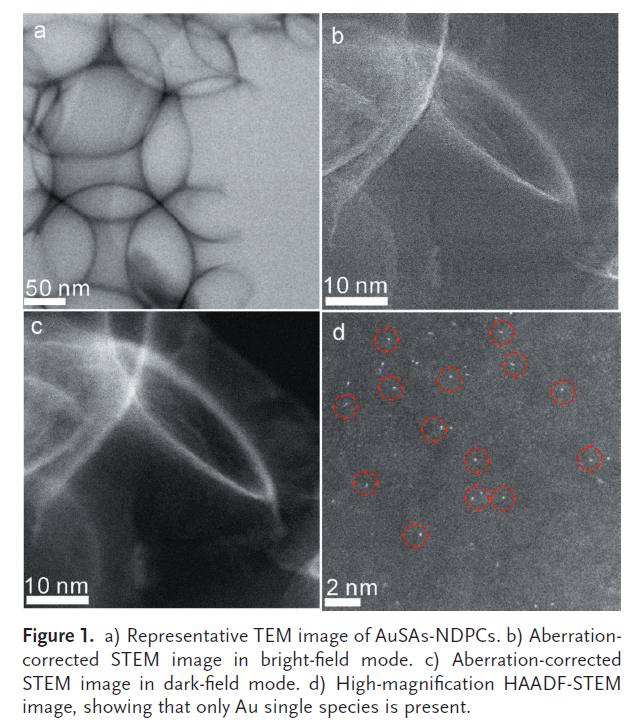 a
b
50 nm
10 nm
c
d
10 nm
2 nm
Figure 1. a) Representative TEM image of AuSAs-NDPCs. b) Aberration-
corrected STEM image in bright-field mode. c) Aberration-corrected
STEM image in dark-field mode. d) High-magnification HAADF-STEM
image, showing that only Au single species is present.